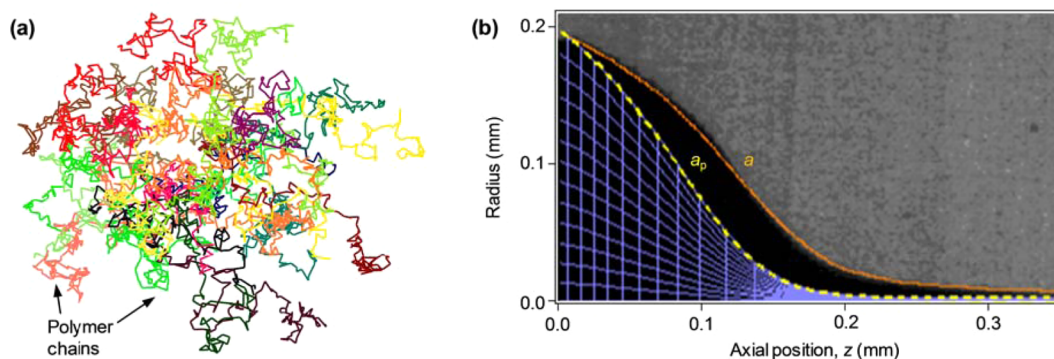 (a)
Polymer
chains
(b)
Radius (mm)
0.2
0.1
0.0
aₚ
a
0.0
0.1
0.2
0.3
Axial position, z (mm)